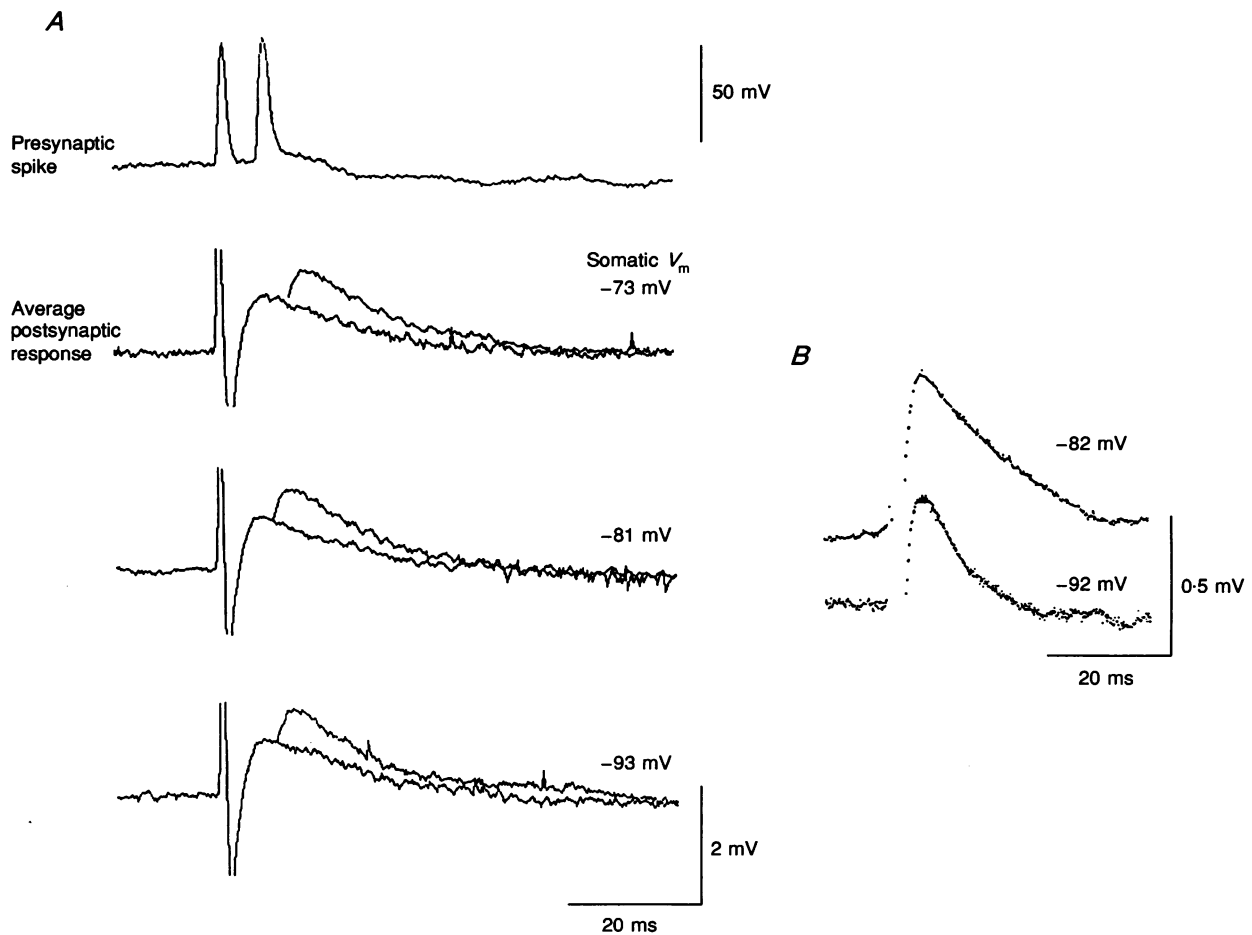 A
50 mV
Presynaptic
spike
Somatic Vm
−73 mV
Average
postsynaptic
response
B
−82 mV
−81 mV
−92 mV
0·5 mV
20 ms
−93 mV
2 mV
20 ms